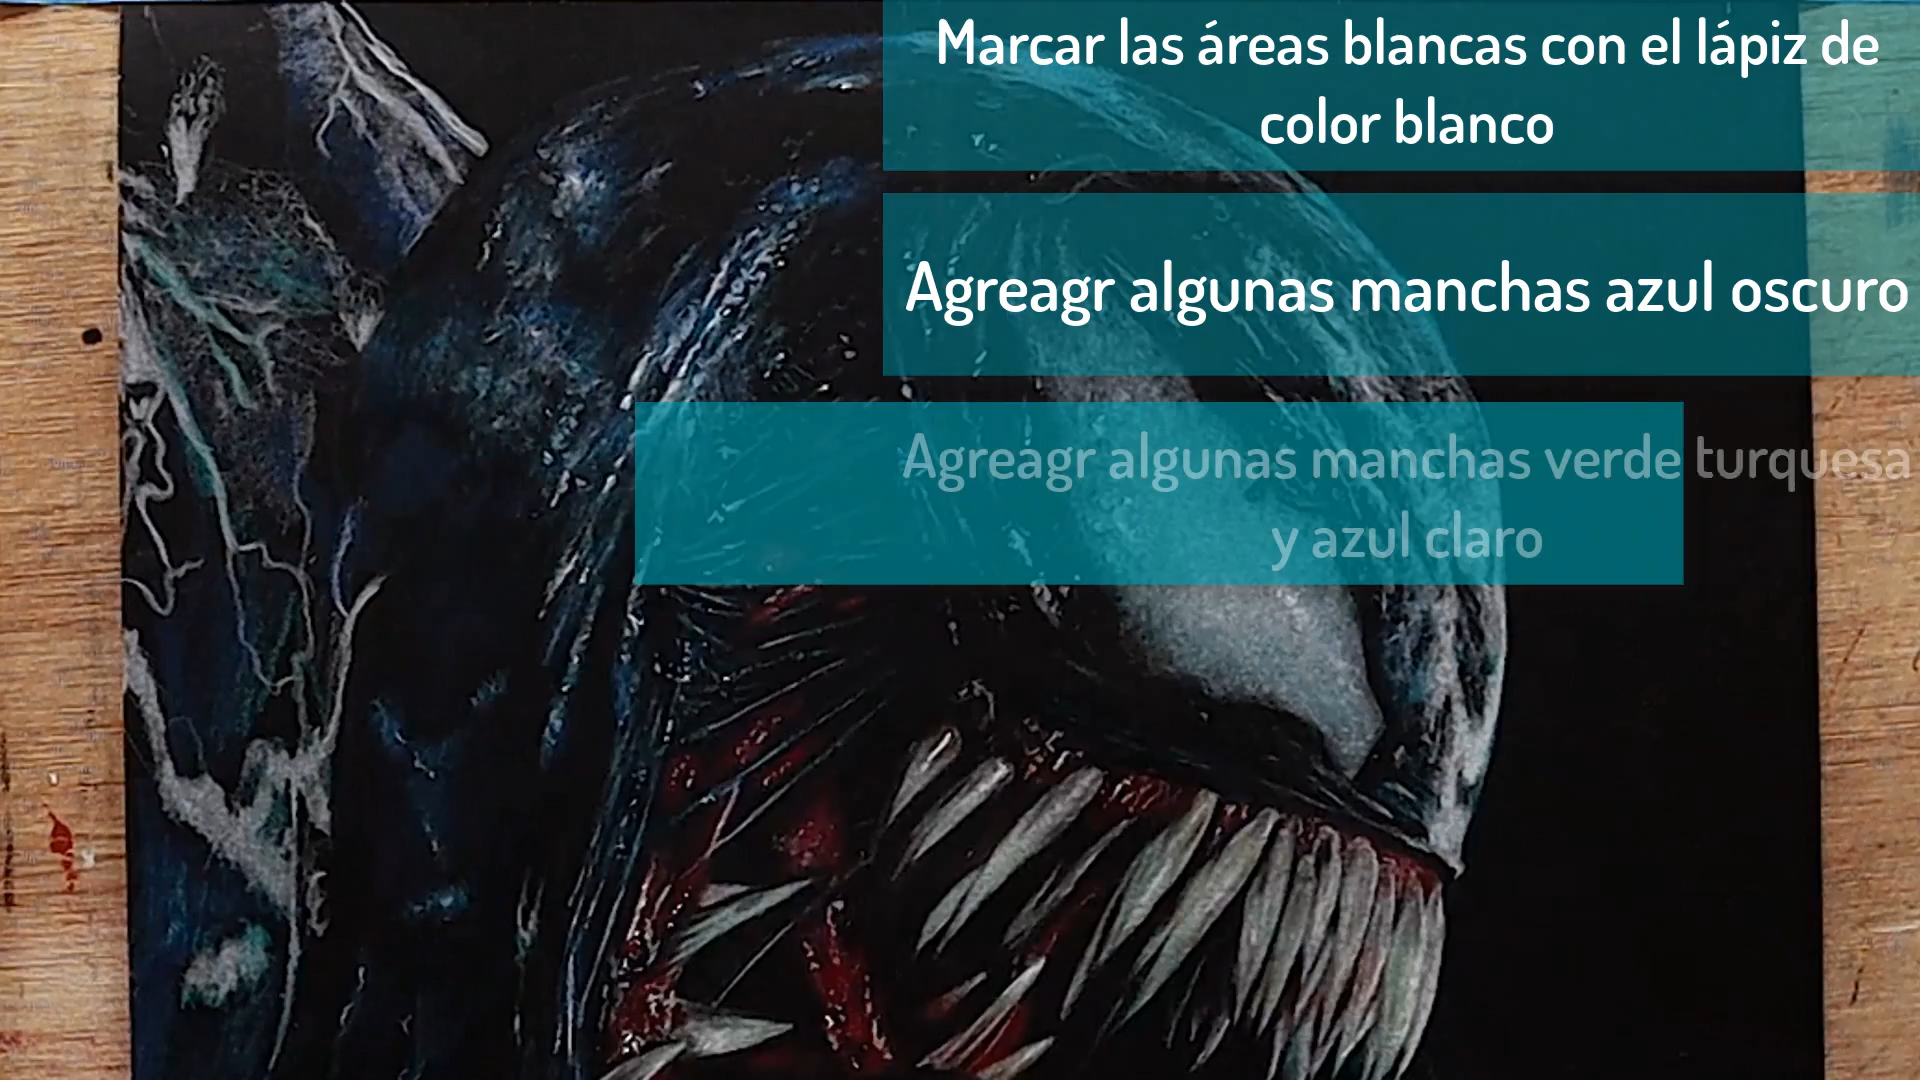 Marcar las áreas blancas con el lápiz de
color blanco
Agreagr algunas manchas azul oscuro
Agreagr algunas manchas verde turquesa
y azul claro